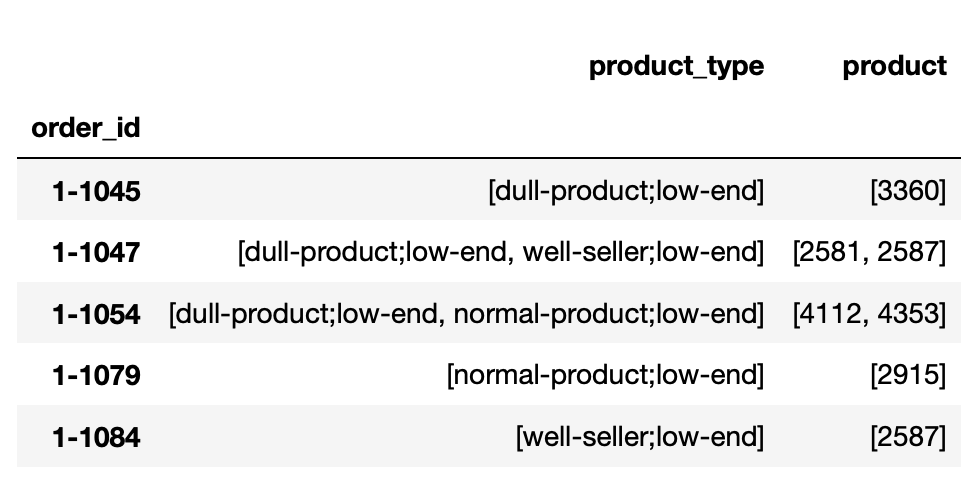 product_type product
order_id
1-1045 [dull-product;low-end] [3360]
1-1047 [dull-product;low-end, well-seller;low-end] [2581, 2587]
1-1054 [dull-product;low-end, normal-product;low-end] [4112, 4353]
1-1079 [normal-product;low-end] [2915]
1-1084 [well-seller;low-end] [2587]